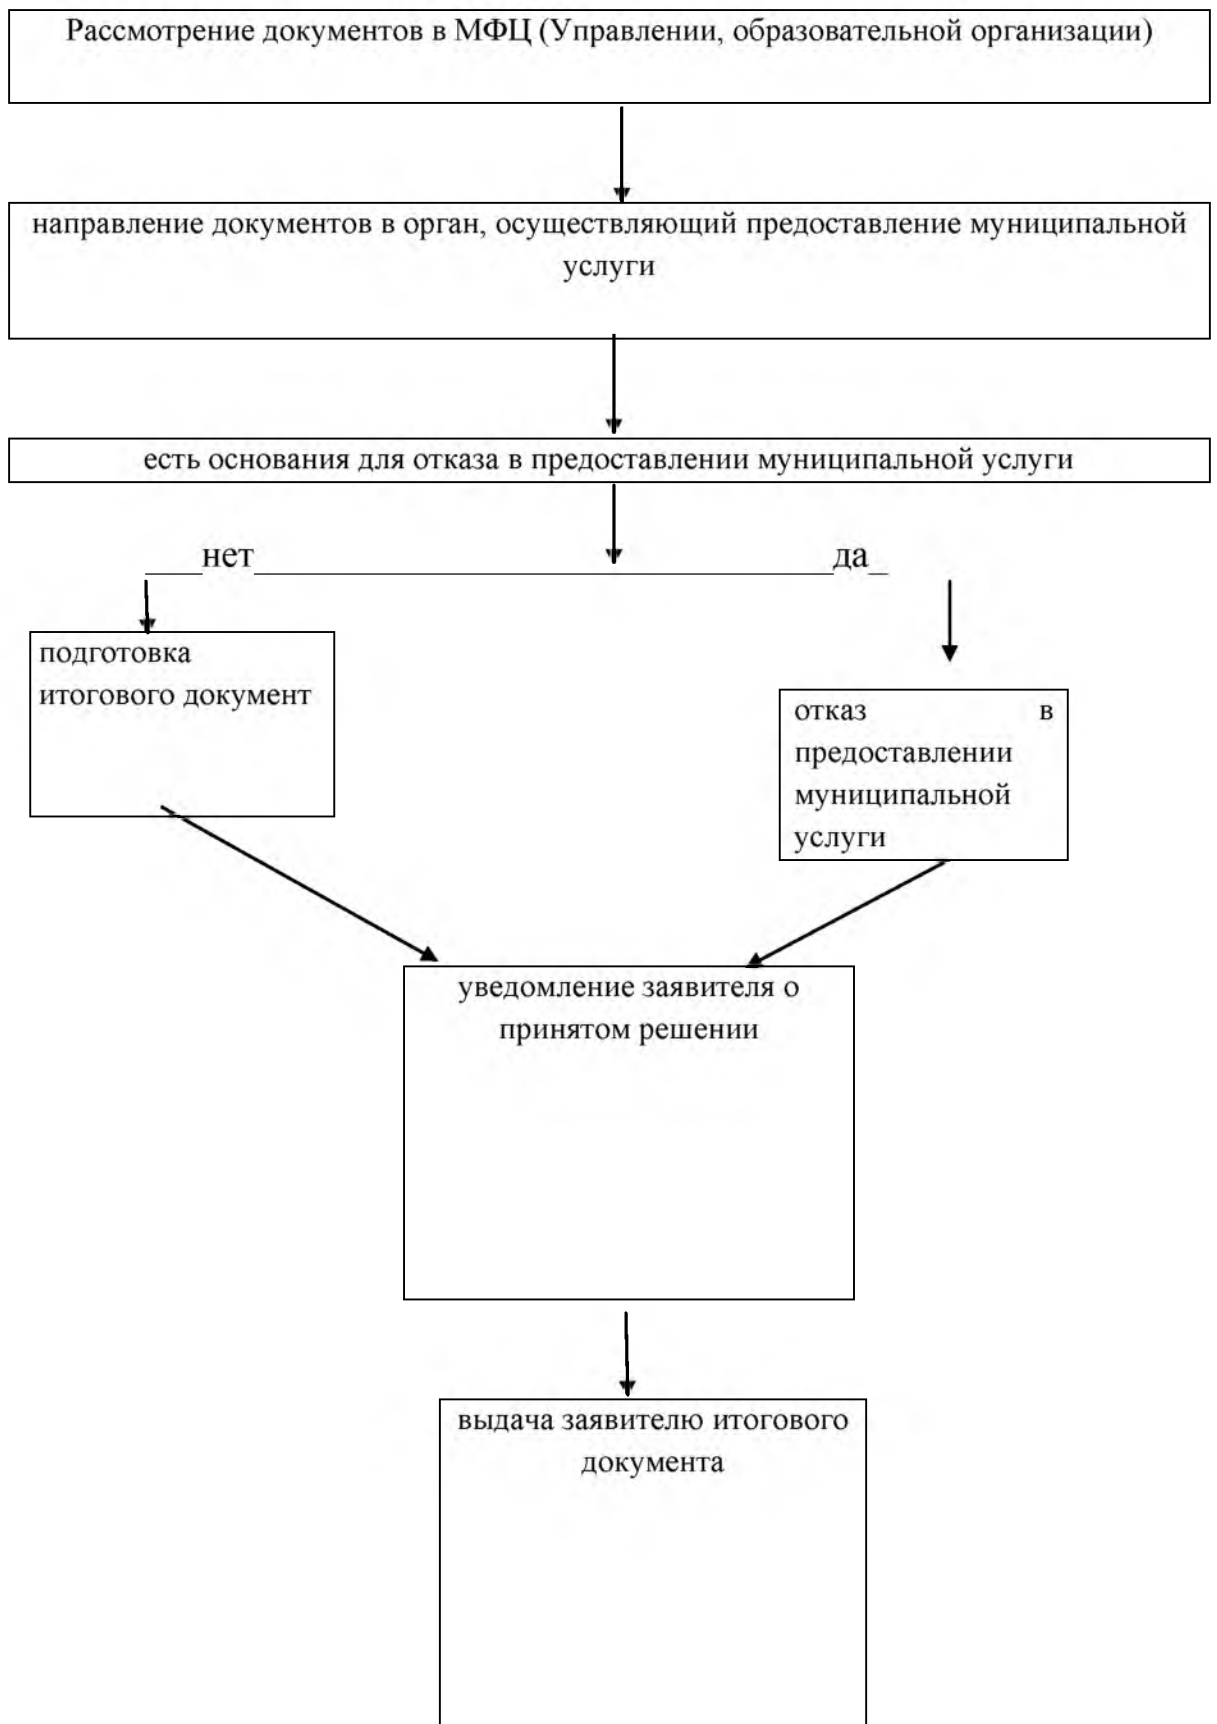 Рассмотрение документов в МФЦ (Управлении, образовательной организации)
направление документов в орган, осуществляющий предоставление муниципальной
услуги
есть основания для отказа в предоставлении муниципальной услуги
нет да
подготовка
итогового документ
отказ в
предоставлении
муниципальной
услуги
уведомление заявителя о
принятом решении
выдача заявителю итогового
документа